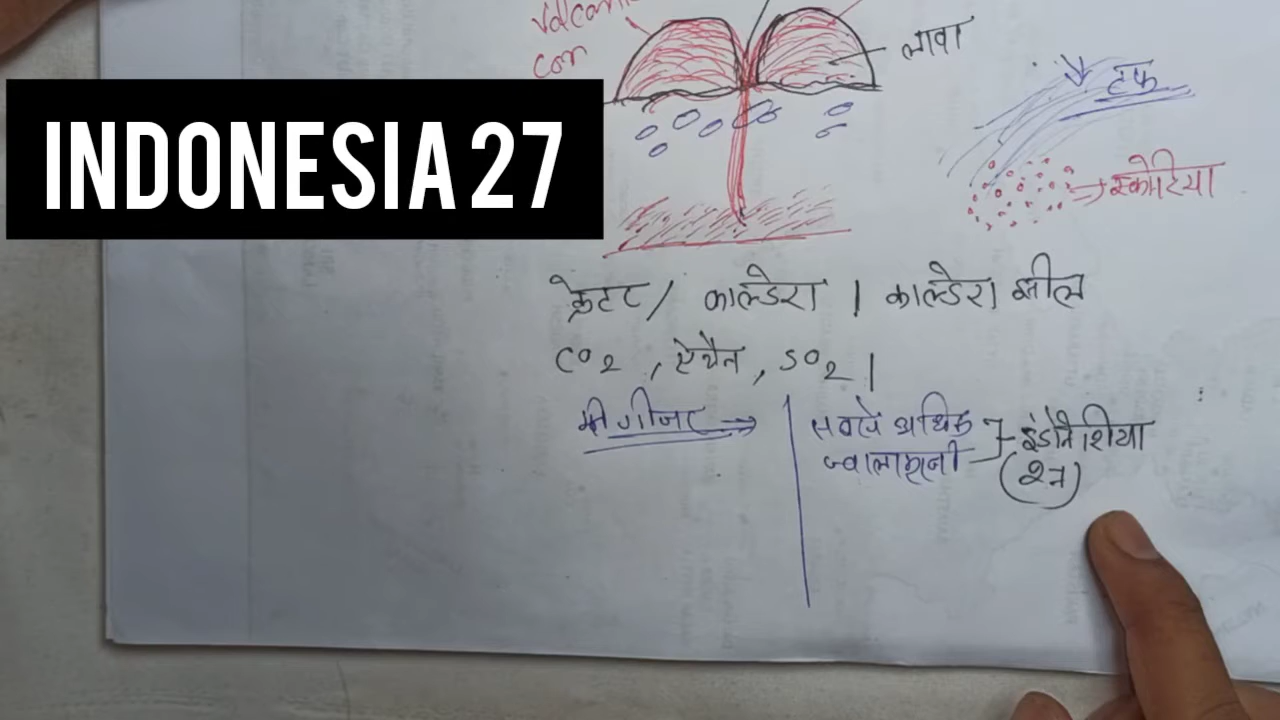 volcanic
con
लावा
टफ
स्कोरिया
INDONESIA 27
क्रेटर / काल्डेरा | काल्डेरा झील
CO2 , ऐथेन , SO2 |
गीजर →
सबसे अधिक
ज्वालामुखी
इंडोनेशिया
(27)